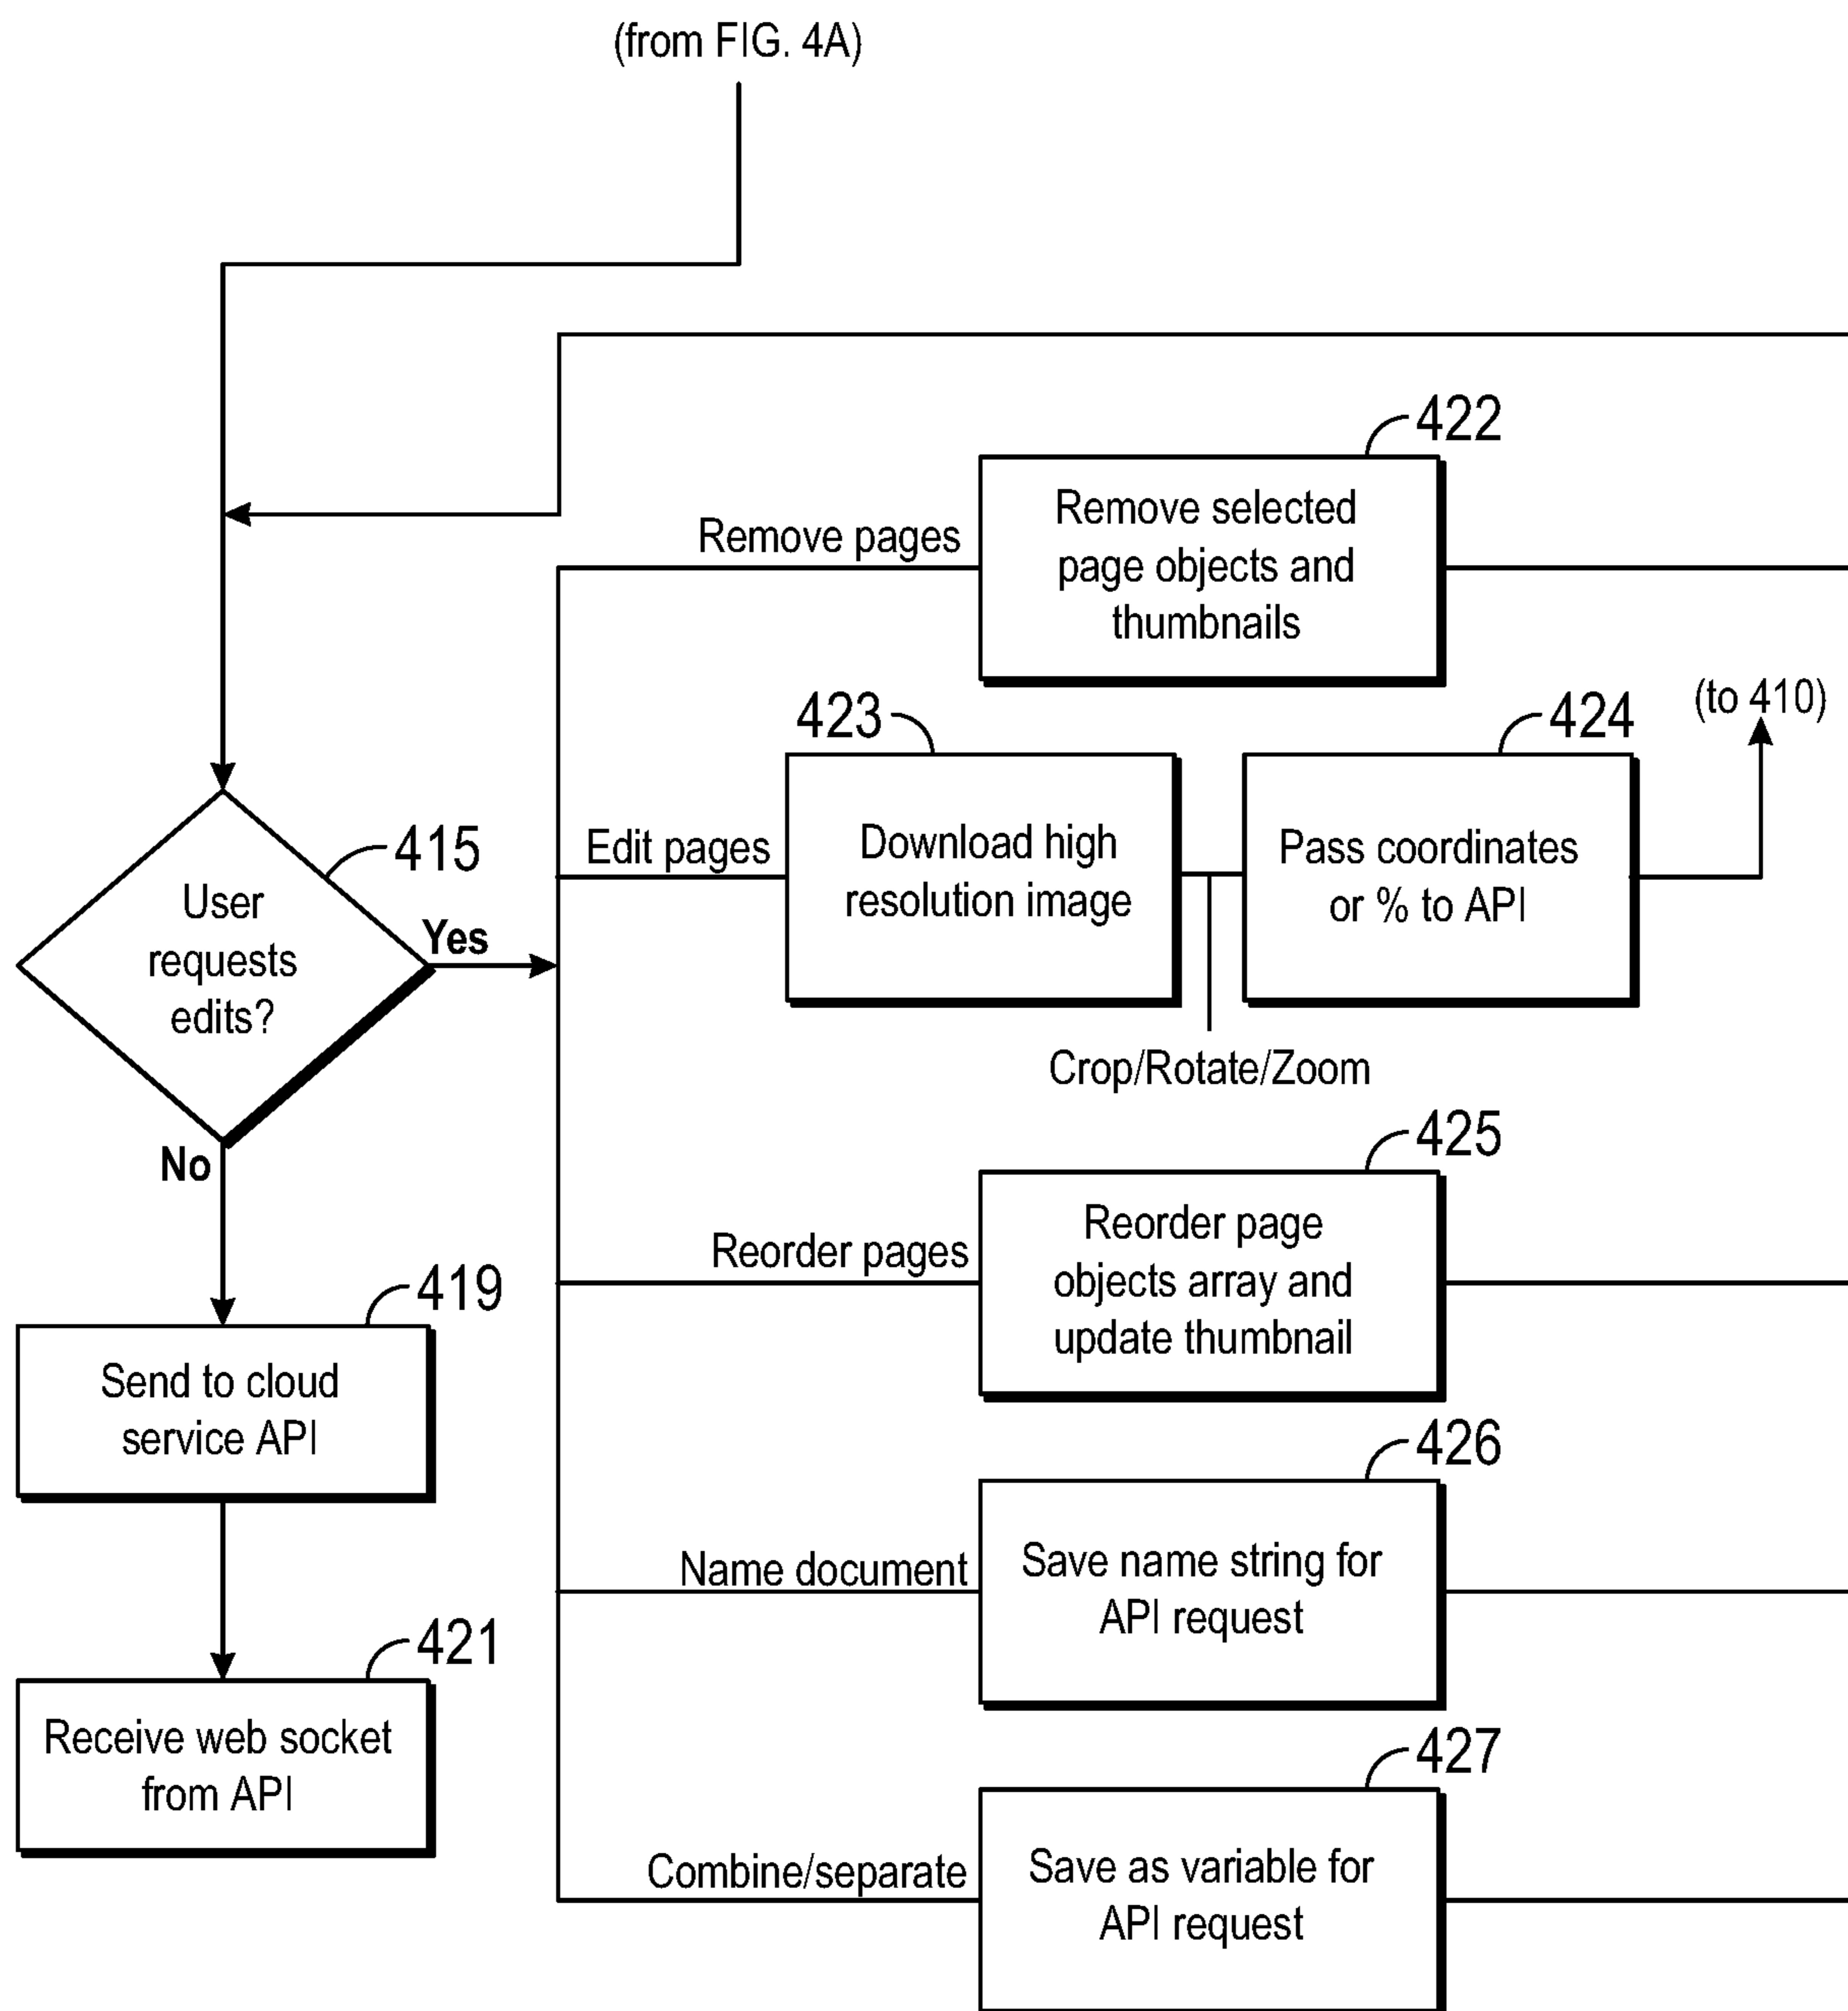 (from FIG. 4A)
422
Remove pages
Remove selected
page objects and
thumbnails
423
424
(to 410)
Edit pages
Download high
resolution image
Pass coordinates
or % to API
Crop/Rotate/Zoom
415
User
requests
edits?
Yes
No
425
Reorder pages
Reorder page
objects array and
update thumbnail
419
Send to cloud
service API
426
Name document
Save name string for
API request
421
Receive web socket
from API
427
Combine/separate
Save as variable for
API request